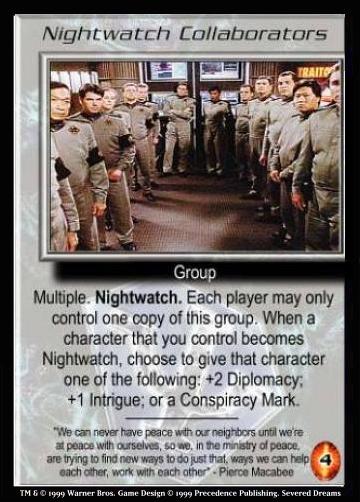 Nightwatch Collaborators
TRAITO
Group
Multiple. Nightwatch. Each player may only
control one copy of this group. When a
character that you control becomes
Nightwatch, choose to give that character
one of the following: +2 Diplomacy;
+1 Intrigue; or a Conspiracy Mark.
"We can never have peace with our neighbors until we're
at peace with ourselves, so we, in the ministry of peace,
are trying to find new ways to do just that, ways we can help
each other, work with each other" - Pierce Macabee
4
TM & © 1999 Warner Bros. Game Design © 1999 Precedence Publishing. Severed Dreams